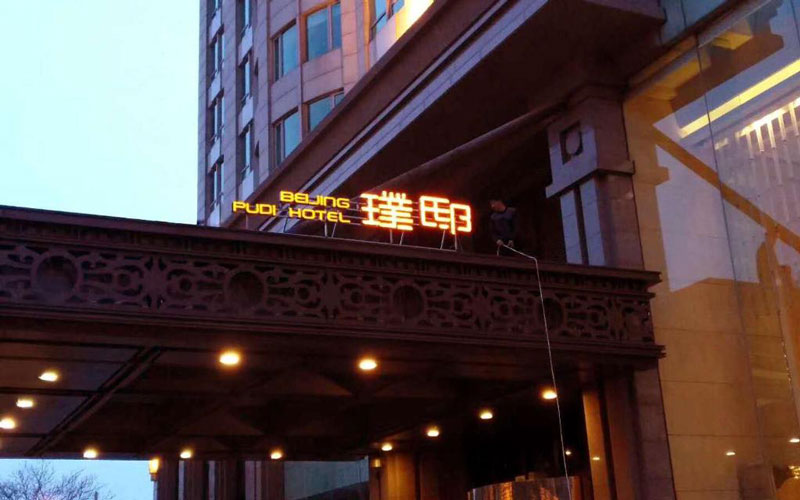 BEIJING
PUDI HOTEL
璞邸